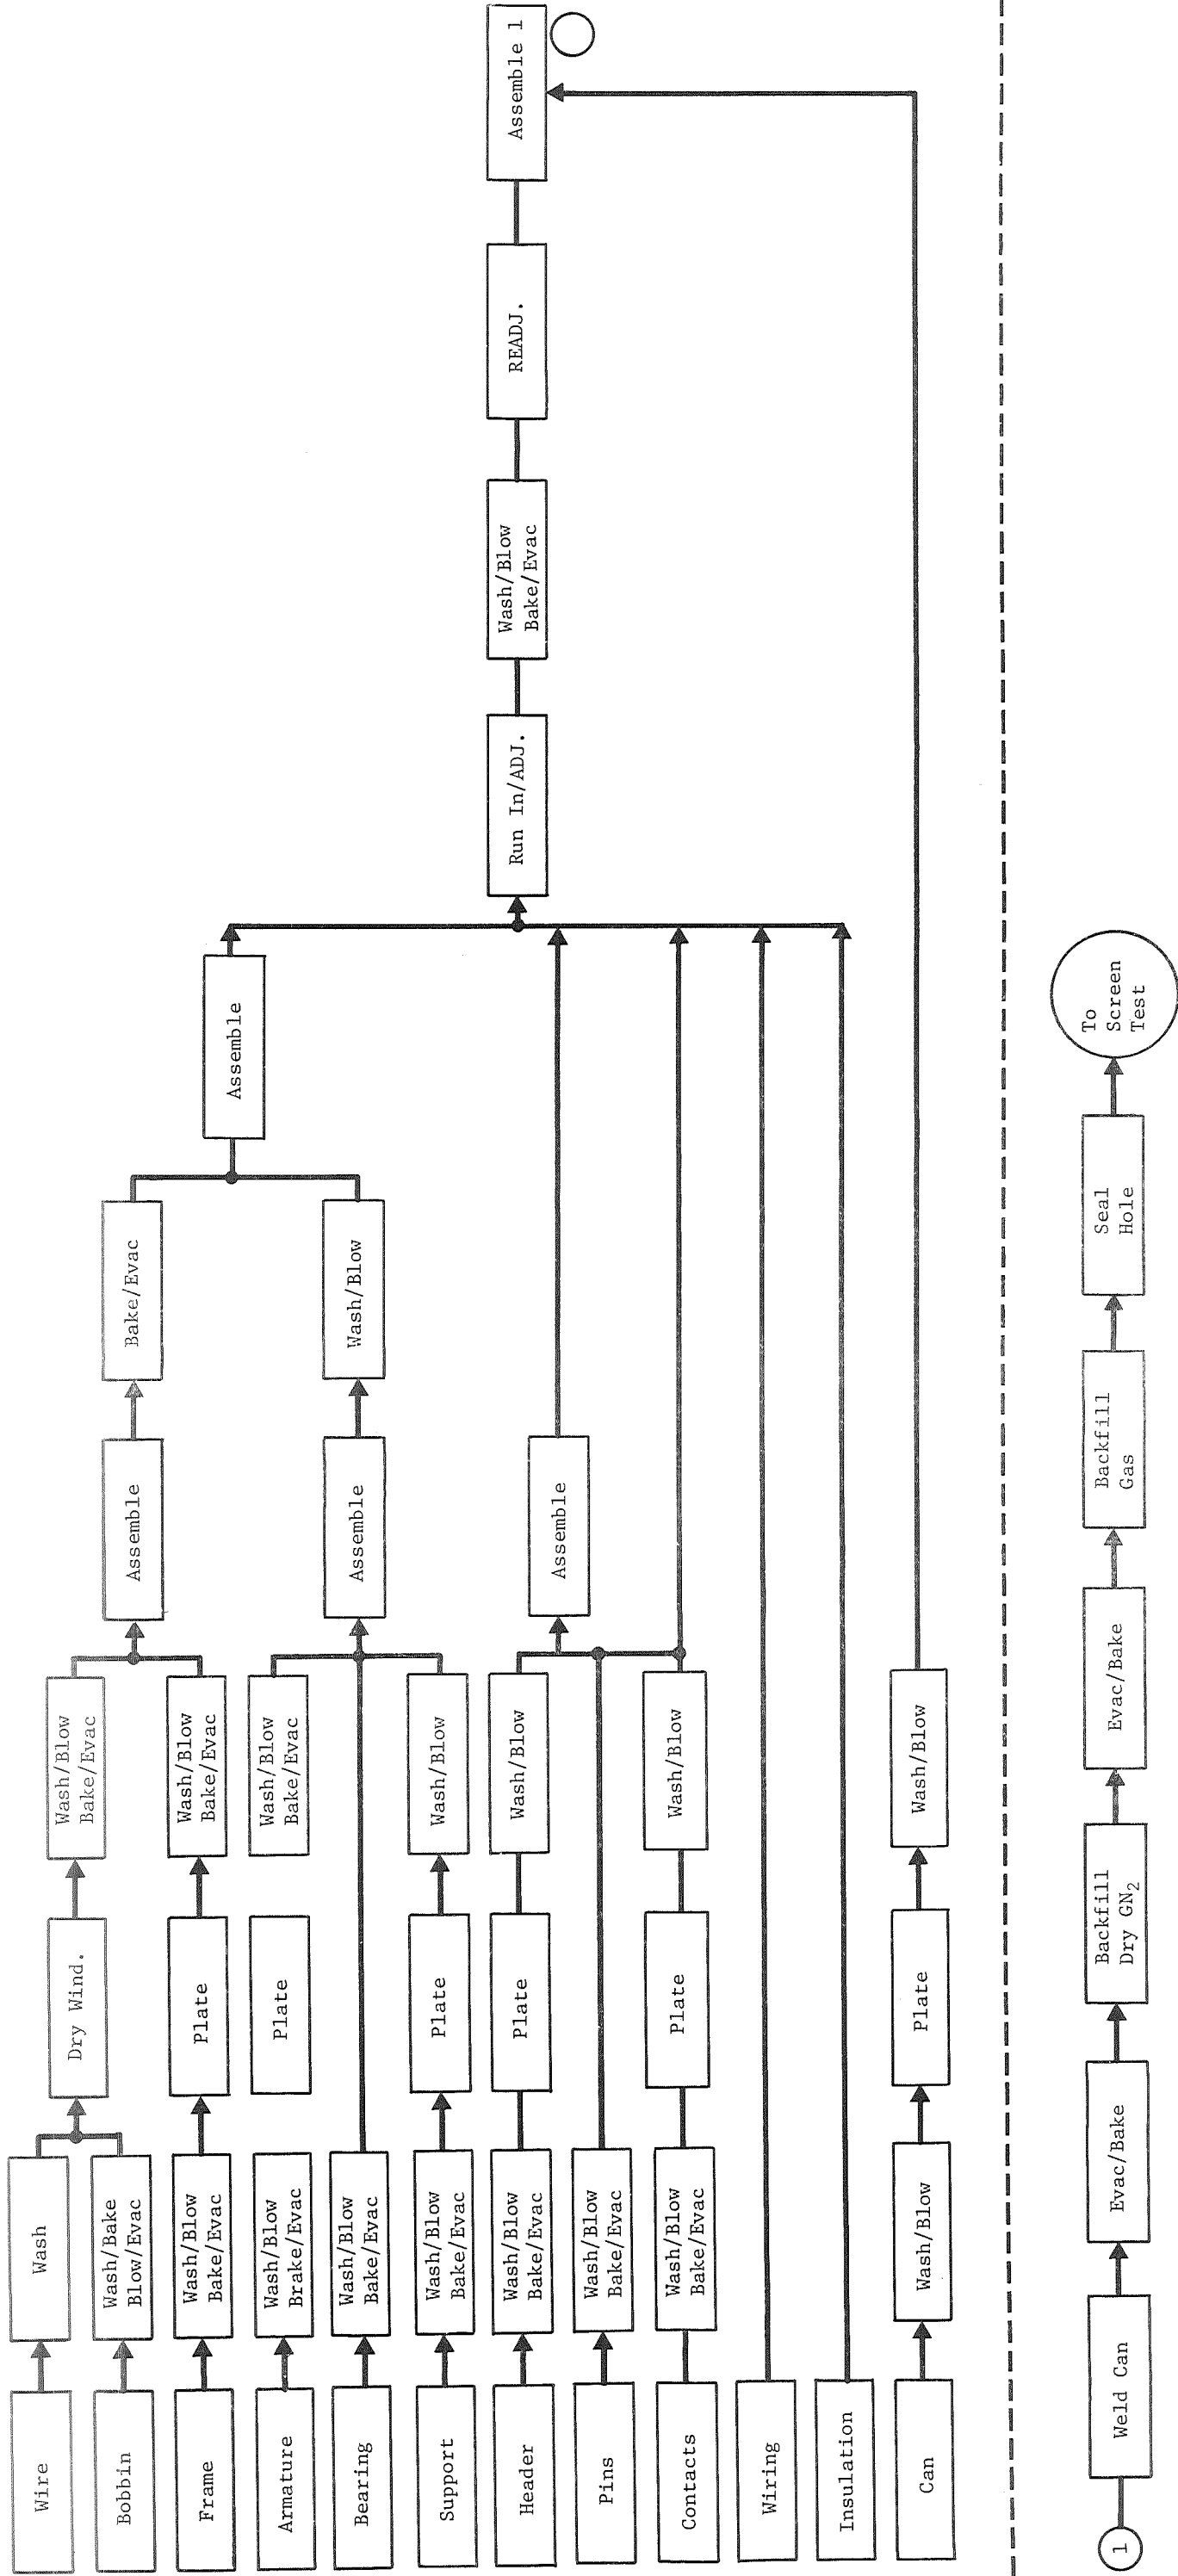 Wire
Wash
Bobbin
Wash/Bake
Blow/Evac
Dry Wind.
Wash/Blow
Bake/Evac
Frame
Wash/Blow
Bake/Evac
Plate
Wash/Blow
Bake/Evac
Assemble
Bake/Evac
Armature
Wash/Blow
Brake/Evac
Plate
Wash/Blow
Bake/Evac
Bearing
Wash/Blow
Bake/Evac
Assemble
Wash/Blow
Assemble
Support
Wash/Blow
Bake/Evac
Plate
Wash/Blow
Header
Wash/Blow
Bake/Evac
Plate
Wash/Blow
Assemble
Pins
Wash/Blow
Bake/Evac
Contacts
Wash/Blow
Bake/Evac
Plate
Wash/Blow
Wiring
Insulation
Run In/ADJ.
Wash/Blow
Bake/Evac
READJ.
Assemble 1
Can
Wash/Blow
Plate
Wash/Blow
1
Weld Can
Evac/Bake
Backfill
Dry GN₂
Evac/Bake
Backfill
Gas
Seal
Hole
To
Screen
Test